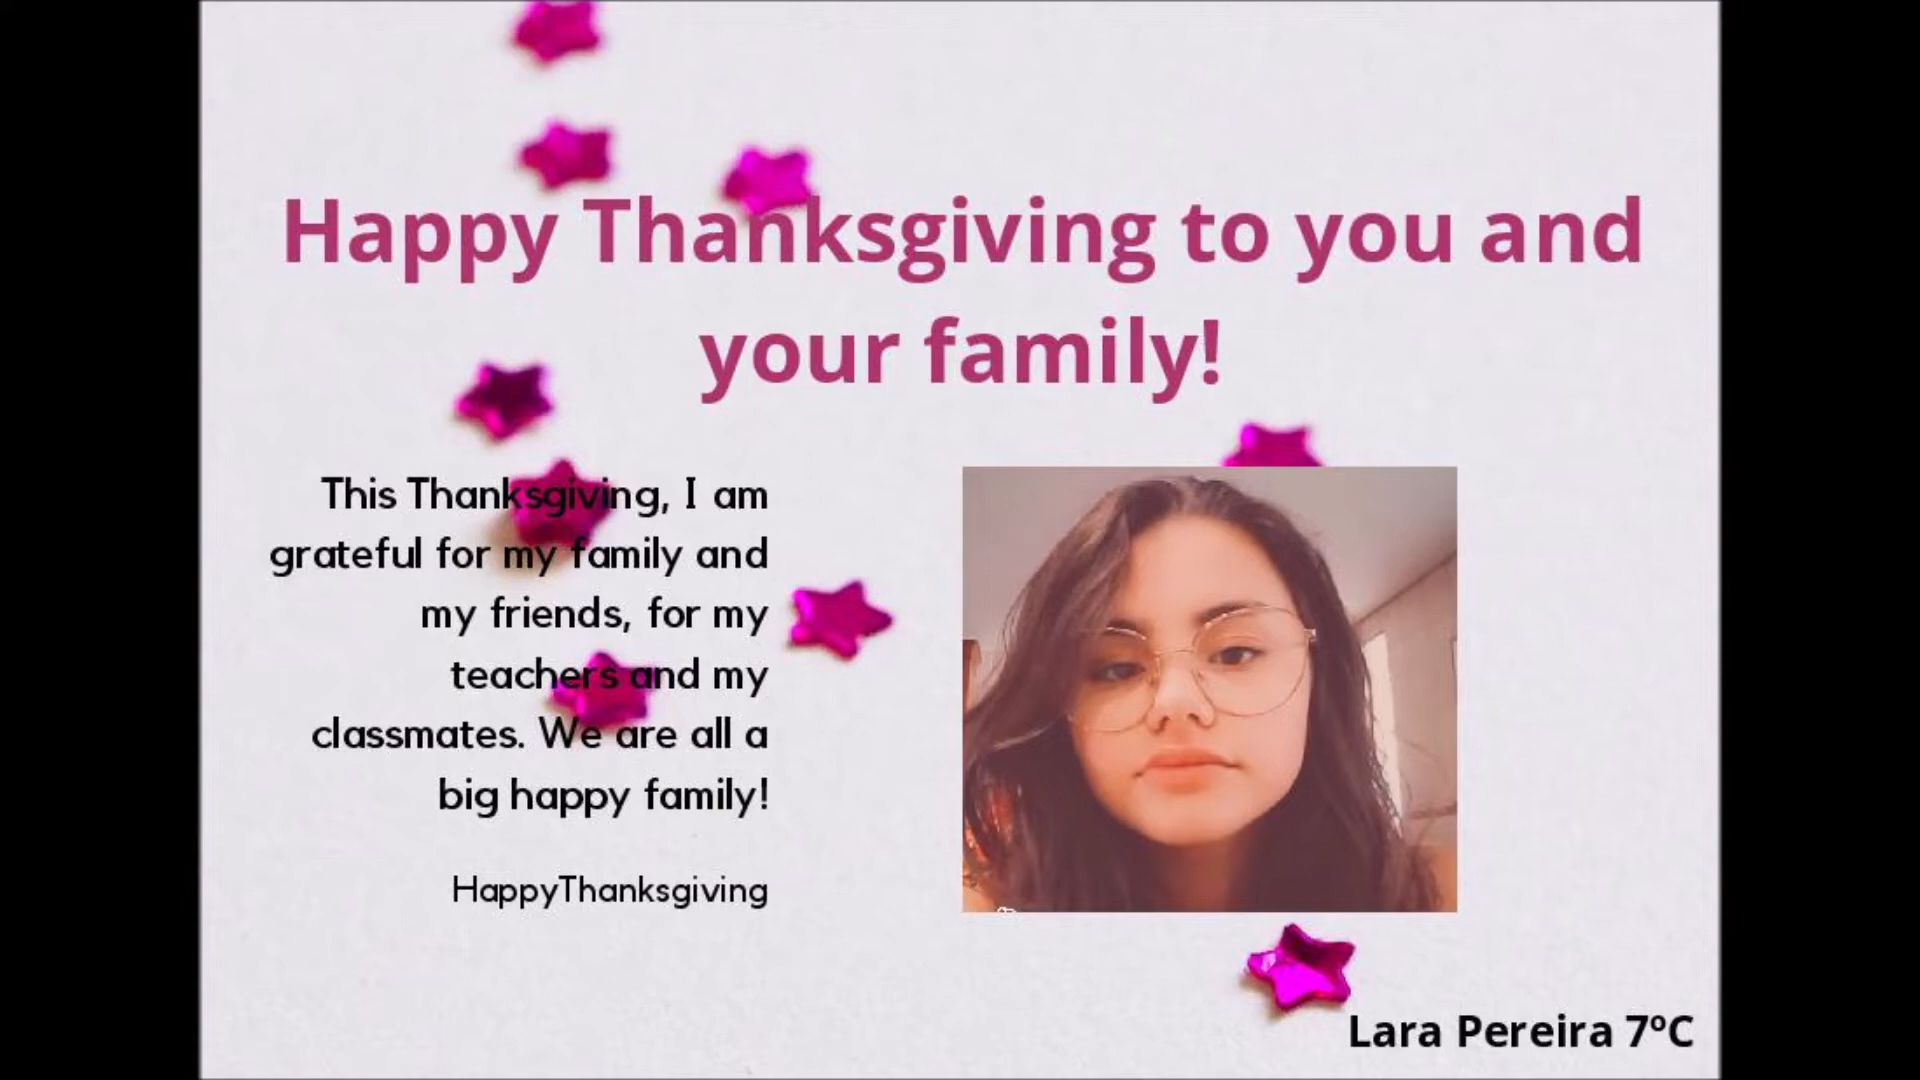 Happy Thanksgiving to you and
your family!
This Thanksgiving, I am
grateful for my family and
my friends, for my
teachers and my
classmates. We are all a
big happy family!
HappyThanksgiving
Lara Pereira 7ºC